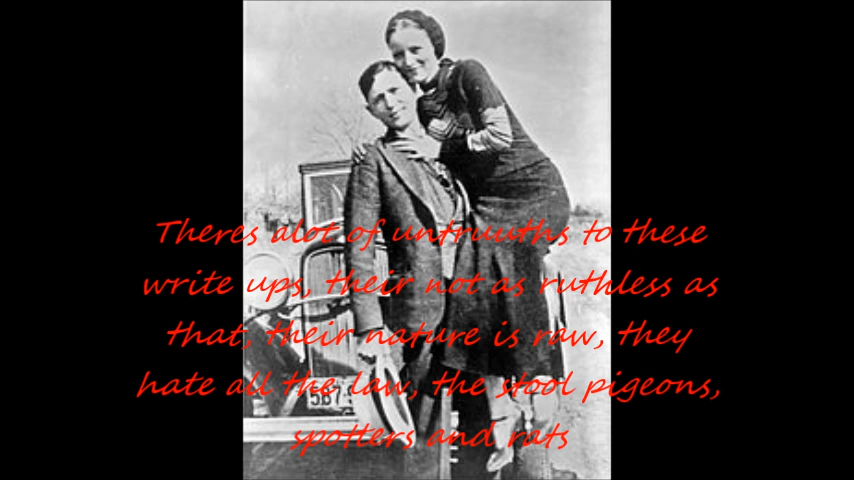 Theres alot of untruuths to these
write ups, their not as ruthless as
that, their nature is raw, they
hate all the law, the stool pigeons,
spotters and rats